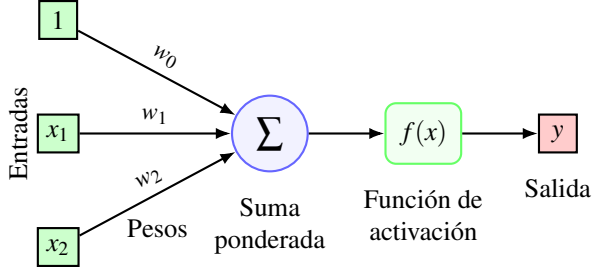 1
w₀
Entradas
x₁
w₁
Σ
f(x)
y
w₂
x₂
Pesos
Suma
ponderada
Función de
activación
Salida